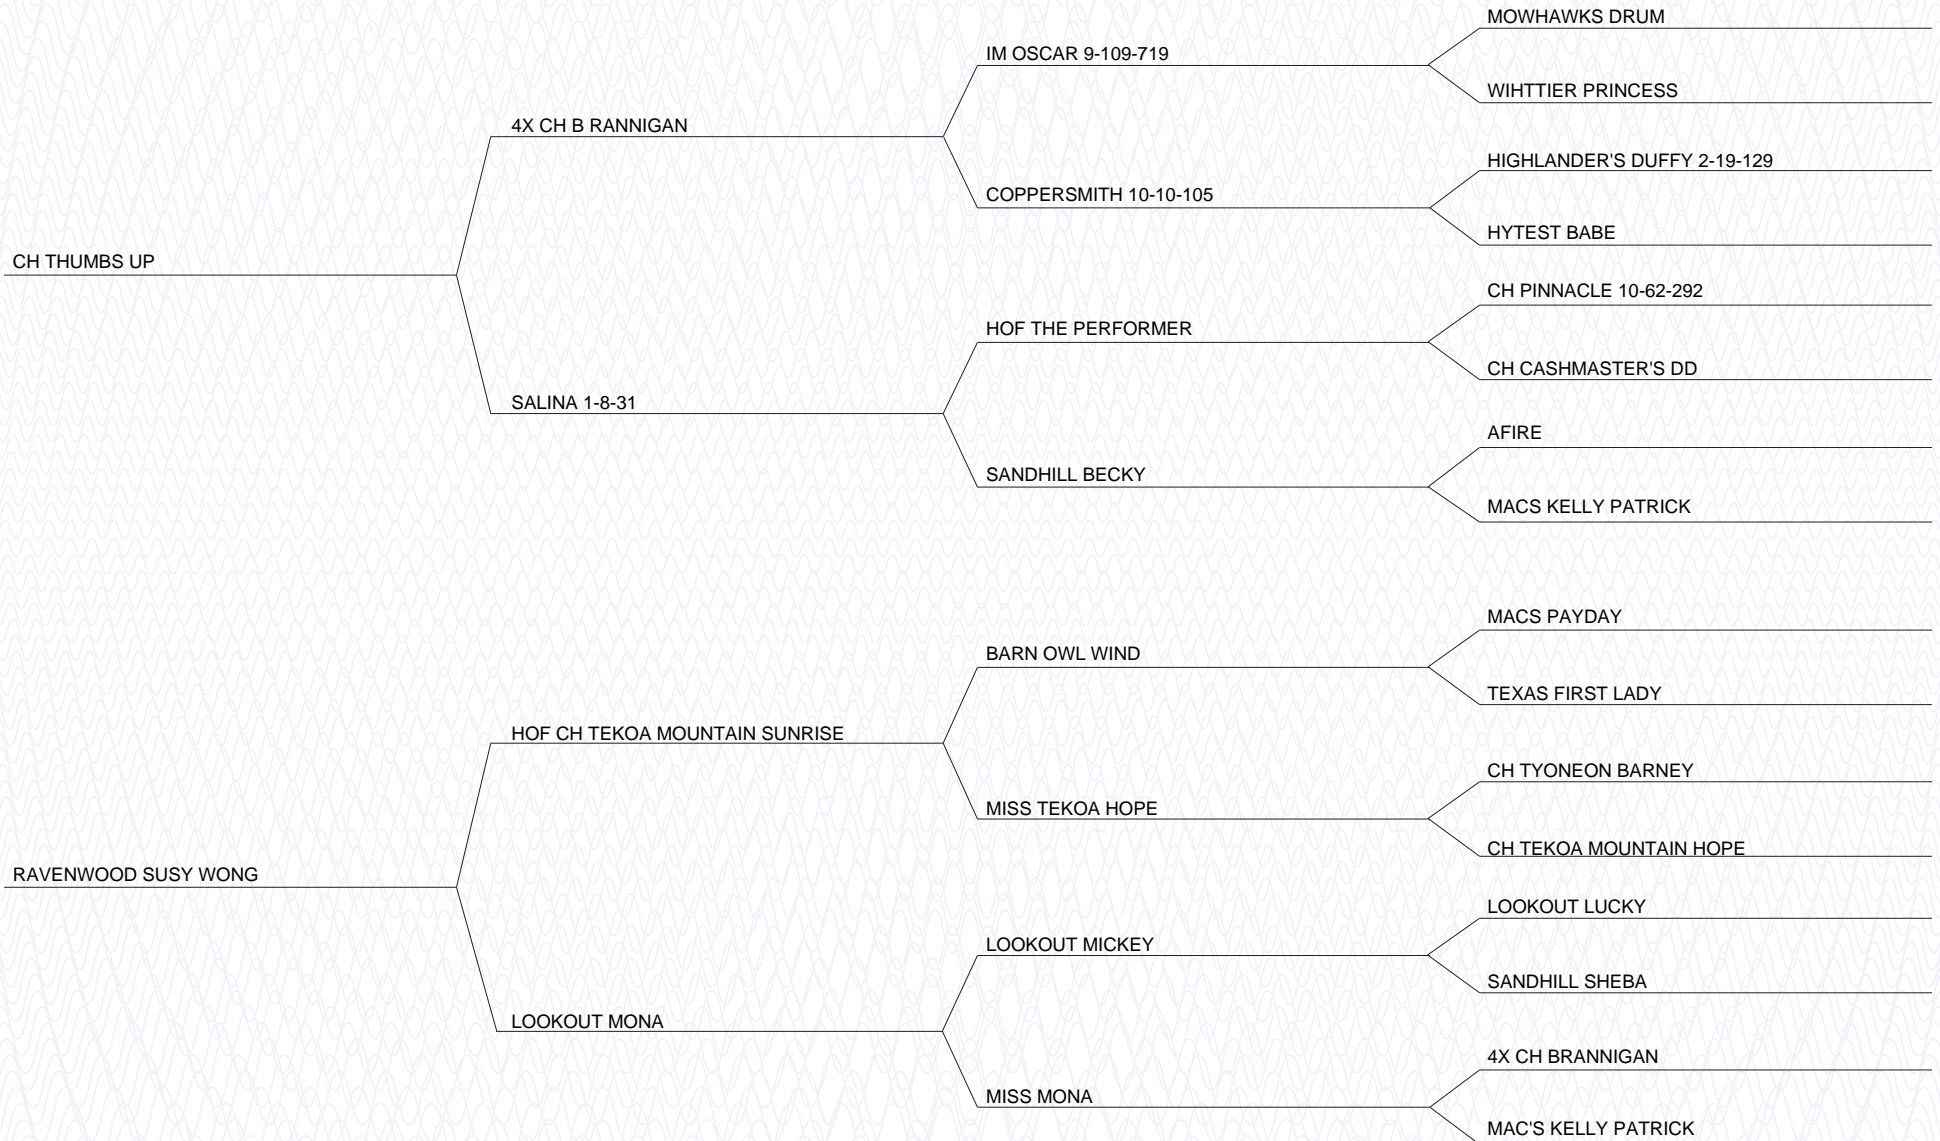 MOWHAWKS DRUM
IM OSCAR 9-109-719
WIHTTIER PRINCESS
4X CH B RANNIGAN
HIGHLANDER'S DUFFY 2-19-129
COPPERSMITH 10-10-105
HYTEST BABE
CH THUMBS UP
CH PINNACLE 10-62-292
HOF THE PERFORMER
CH CASHMASTER'S DD
SALINA 1-8-31
AFIRE
SANDHILL BECKY
MACS KELLY PATRICK
MACS PAYDAY
BARN OWL WIND
TEXAS FIRST LADY
HOF CH TEKOA MOUNTAIN SUNRISE
CH TYONEON BARNEY
MISS TEKOA HOPE
CH TEKOA MOUNTAIN HOPE
RAVENWOOD SUSY WONG
LOOKOUT LUCKY
LOOKOUT MICKEY
SANDHILL SHEBA
LOOKOUT MONA
4X CH BRANNIGAN
MISS MONA
MAC'S KELLY PATRICK